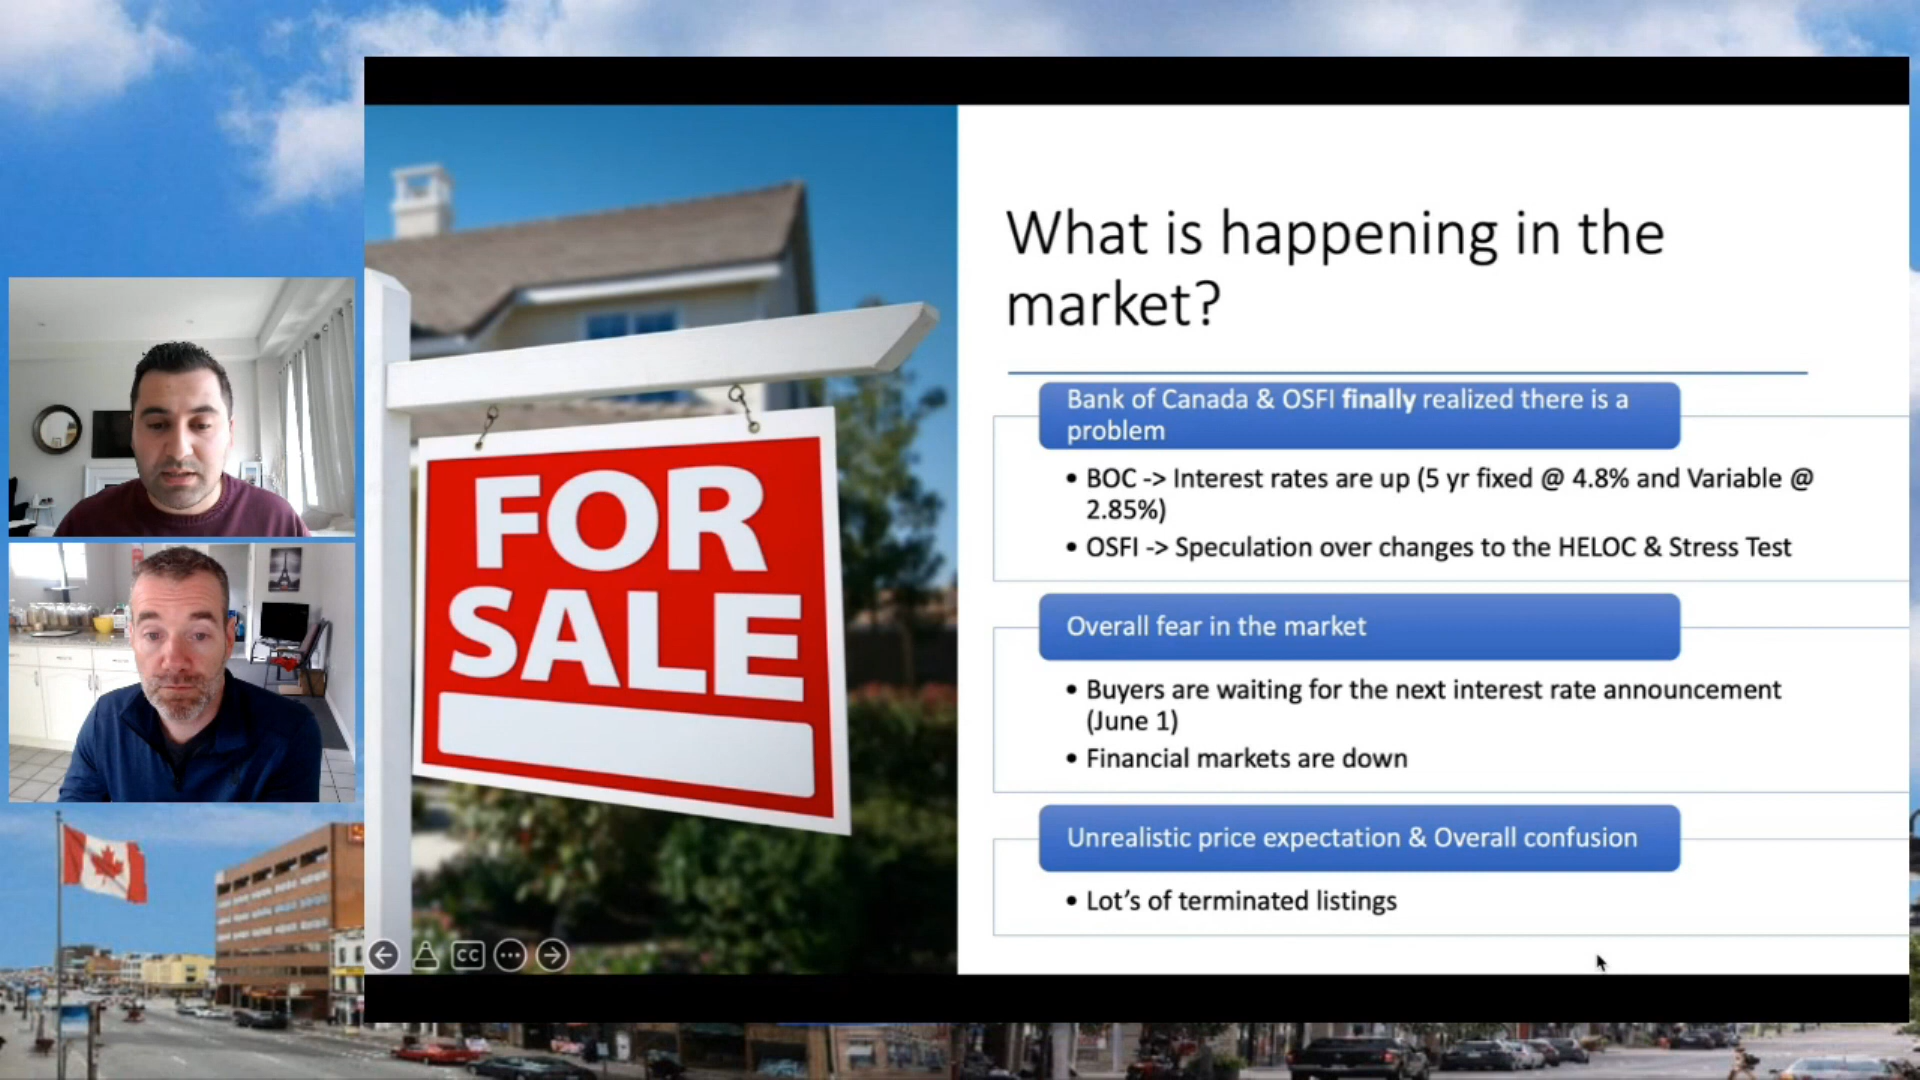 FOR
SALE
What is happening in the
market?
Bank of Canada & OSFI finally realized there is a
problem
• BOC -> Interest rates are up (5 yr fixed @ 4.8% and Variable @
2.85%)
• OSFI -> Speculation over changes to the HELOC & Stress Test
Overall fear in the market
• Buyers are waiting for the next interest rate announcement
(June 1)
• Financial markets are down
Unrealistic price expectation & Overall confusion
• Lot's of terminated listings
CC